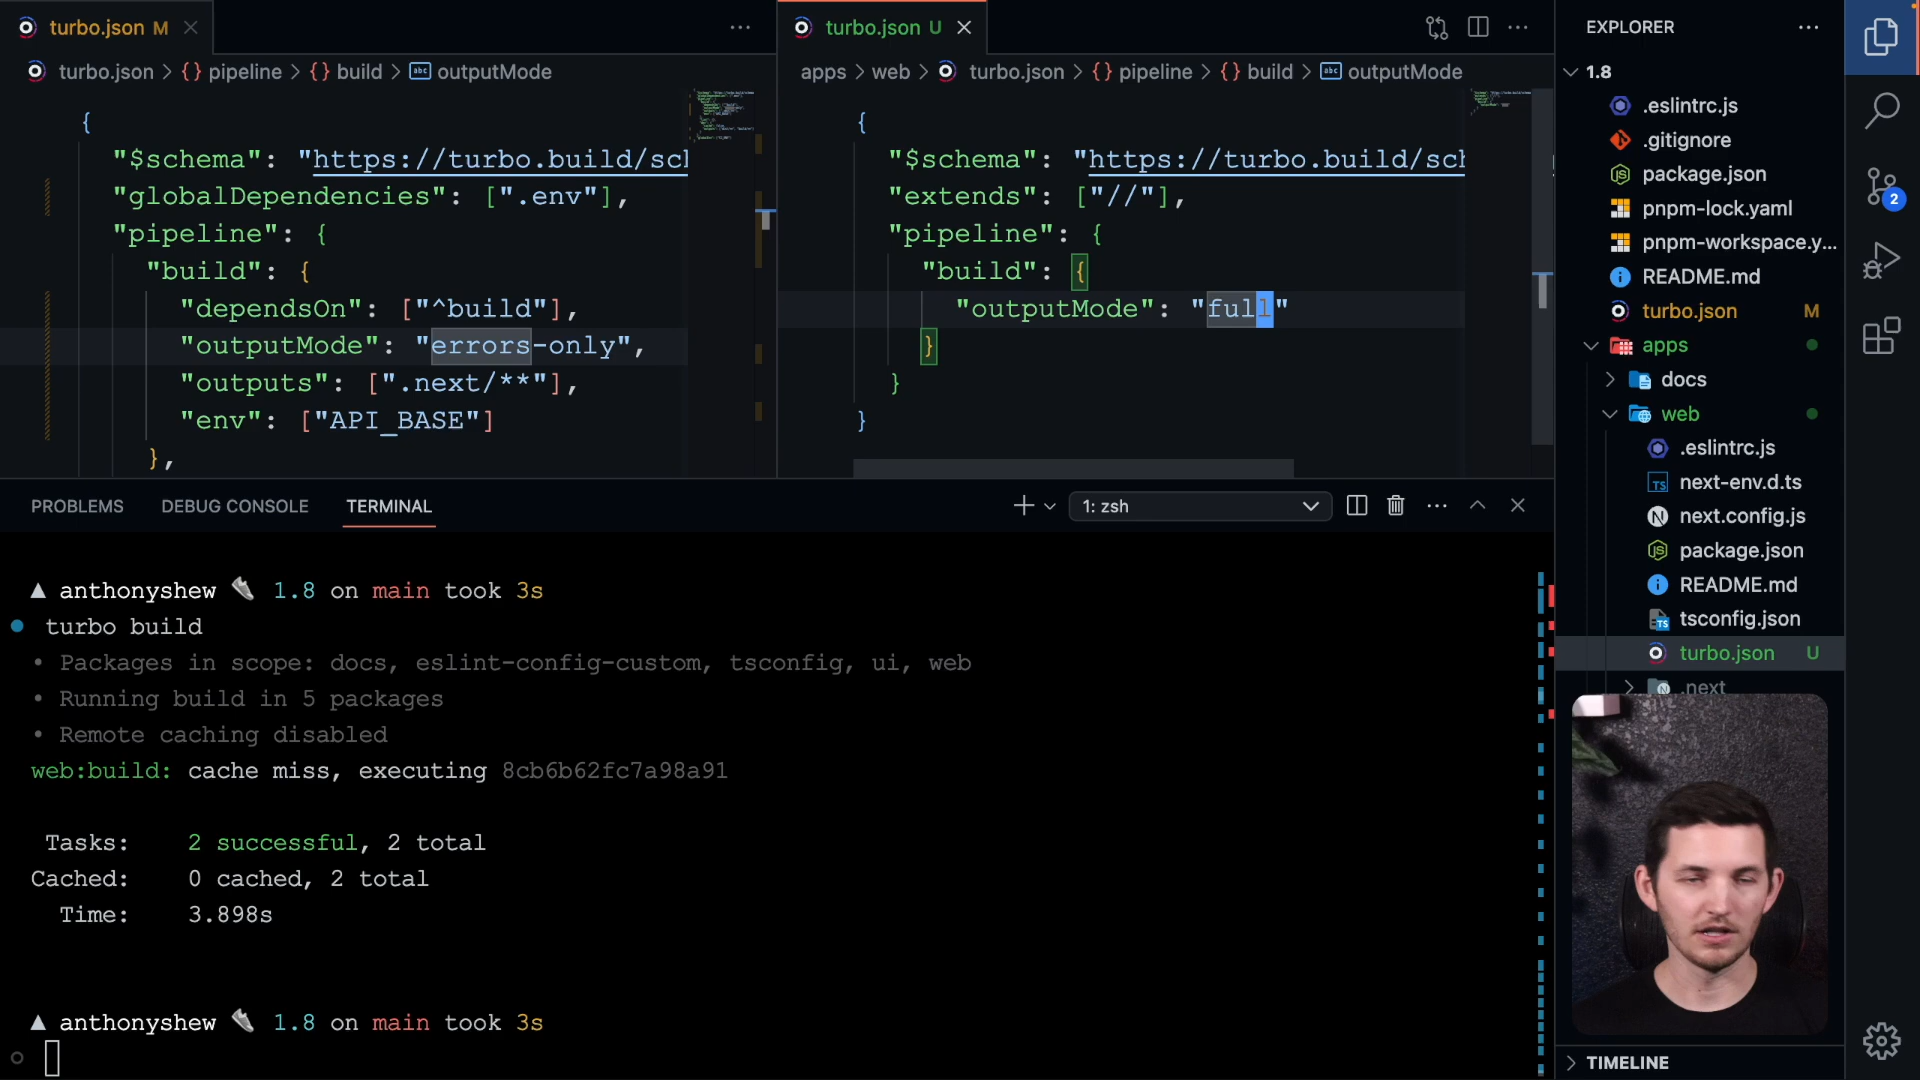 turbo.json M
turbo.json U
EXPLORER
turbo.json > {} pipeline > {} build > abc outputMode
apps > web > turbo.json > {} pipeline > {} build > abc outputMode
{
"$schema": "https://turbo.build/sch
"globalDependencies": [".env"],
"pipeline": {
"build": {
"dependsOn": ["^build"],
"outputMode": "errors-only",
"outputs": [".next/**"],
"env": ["API_BASE"]
},
{
"$schema": "https://turbo.build/sch
"extends": ["//"],
"pipeline": {
"build": {
"outputMode": "full"
}
}
}
1.8
.eslintrc.js
.gitignore
package.json
pnpm-lock.yaml
pnpm-workspace.y...
README.md
turbo.json M
apps
docs
web
.eslintrc.js
next-env.d.ts
next.config.js
package.json
README.md
tsconfig.json
turbo.json U
.next
TIMELINE
2
PROBLEMS DEBUG CONSOLE TERMINAL
1: zsh
▲ anthonyshew 1.8 on main took 3s
turbo build
• Packages in scope: docs, eslint-config-custom, tsconfig, ui, web
• Running build in 5 packages
• Remote caching disabled
web:build: cache miss, executing 8cb6b62fc7a98a91
Tasks: 2 successful, 2 total
Cached: 0 cached, 2 total
Time: 3.898s
▲ anthonyshew 1.8 on main took 3s